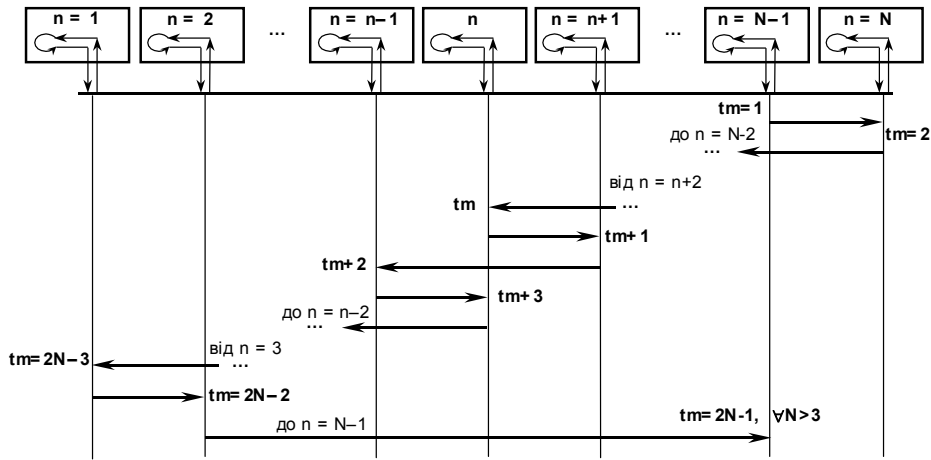 n = 1 n = 2 ... n = n-1 n n = n+1 ... n = N-1 n = N
tm=1
до n = N-2 tm=2
...
від n = n+2
tm ...
tm+1
tm+2
tm+3
до n = n–2
...
від n = 3
tm=2N–3 ...
tm=2N–2
до n = N–1 tm=2N-1, ∀N>3